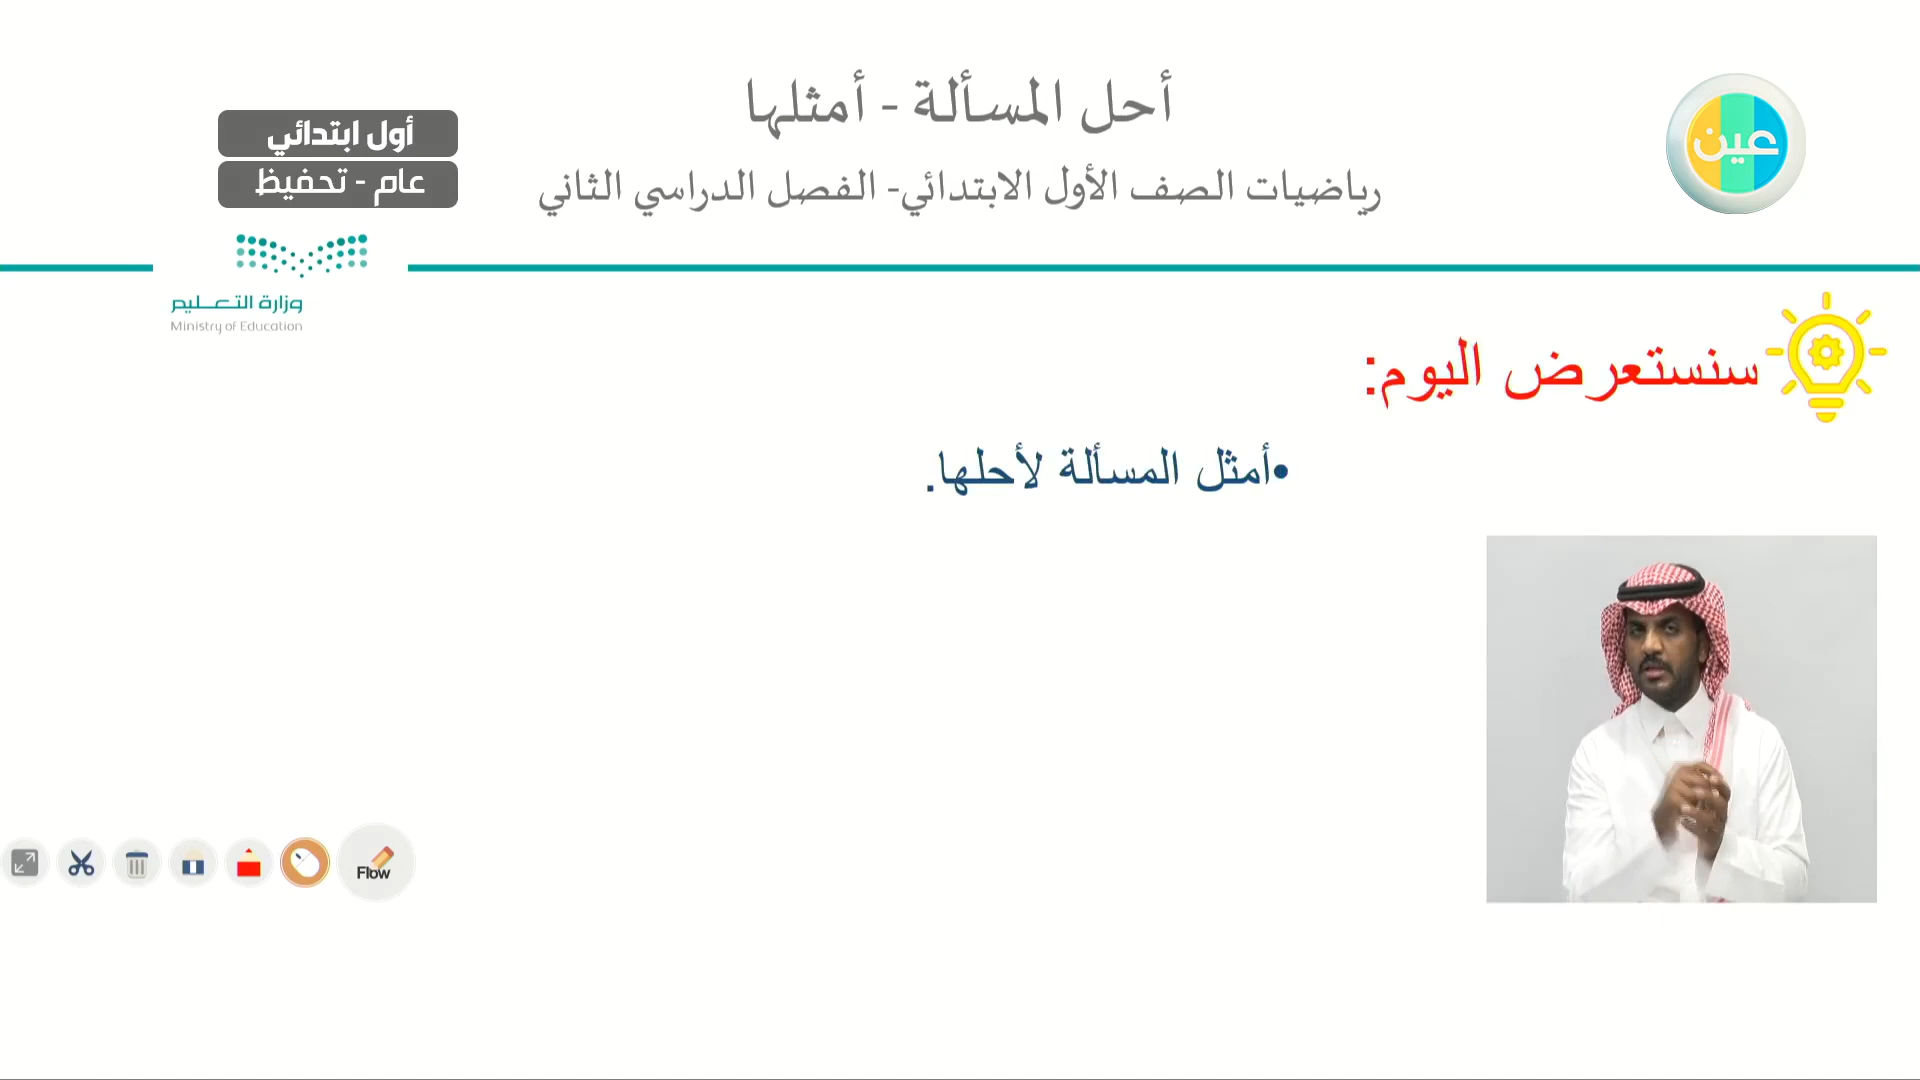 أحل المسألة - أمثلها
رياضيات الصف الأول الابتدائي- الفصل الدراسي الثاني
عين
أول ابتدائي
عام - تحفيظ
وزارة التعليم
Ministry of Education
سنستعرض اليوم:
•أمثل المسألة لأحلها.
Flow